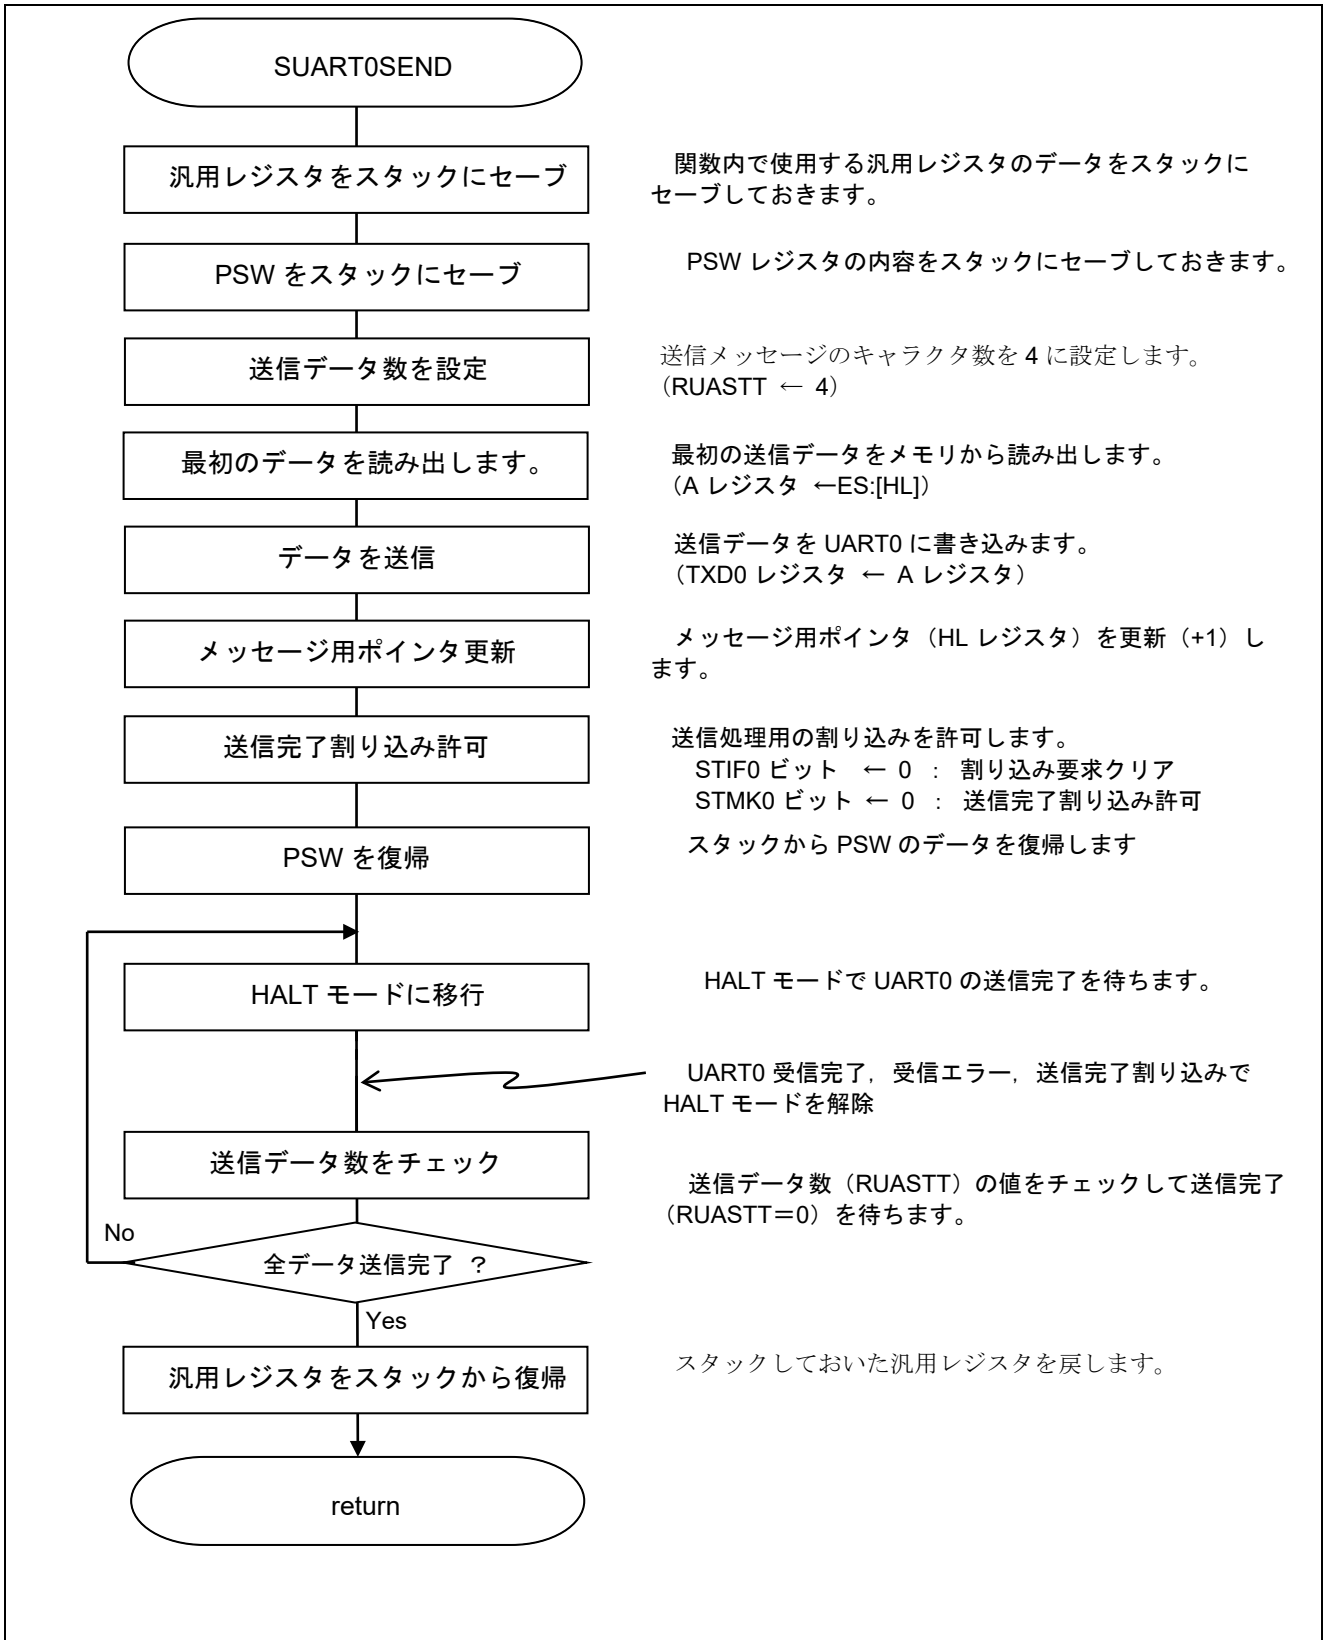 SUART0SEND
汎用レジスタをスタックにセーブ
関数内で使用する汎用レジスタのデータをスタックに
セーブしておきます。
PSW をスタックにセーブ
PSW レジスタの内容をスタックにセーブしておきます。
送信データ数を設定
送信メッセージのキャラクタ数を 4 に設定します。
（RUASTT ← 4）
最初のデータを読み出します。
最初の送信データをメモリから読み出します。
（A レジスタ ←ES:[HL]）
データを送信
送信データを UART0 に書き込みます。
（TXD0 レジスタ ← A レジスタ）
メッセージ用ポインタ更新
メッセージ用ポインタ（HL レジスタ）を更新（+1）し
ます。
送信完了割り込み許可
送信処理用の割り込みを許可します。
STIF0 ビット ← 0 ： 割り込み要求クリア
STMK0 ビット ← 0 ： 送信完了割り込み許可
PSW を復帰
スタックから PSW のデータを復帰します
HALT モードに移行
HALT モードで UART0 の送信完了を待ちます。
UART0 受信完了，受信エラー，送信完了割り込みで
HALT モードを解除
送信データ数をチェック
送信データ数（RUASTT）の値をチェックして送信完了
（RUASTT＝0）を待ちます。
No
全データ送信完了 ？
Yes
汎用レジスタをスタックから復帰
スタックしておいた汎用レジスタを戻します。
return